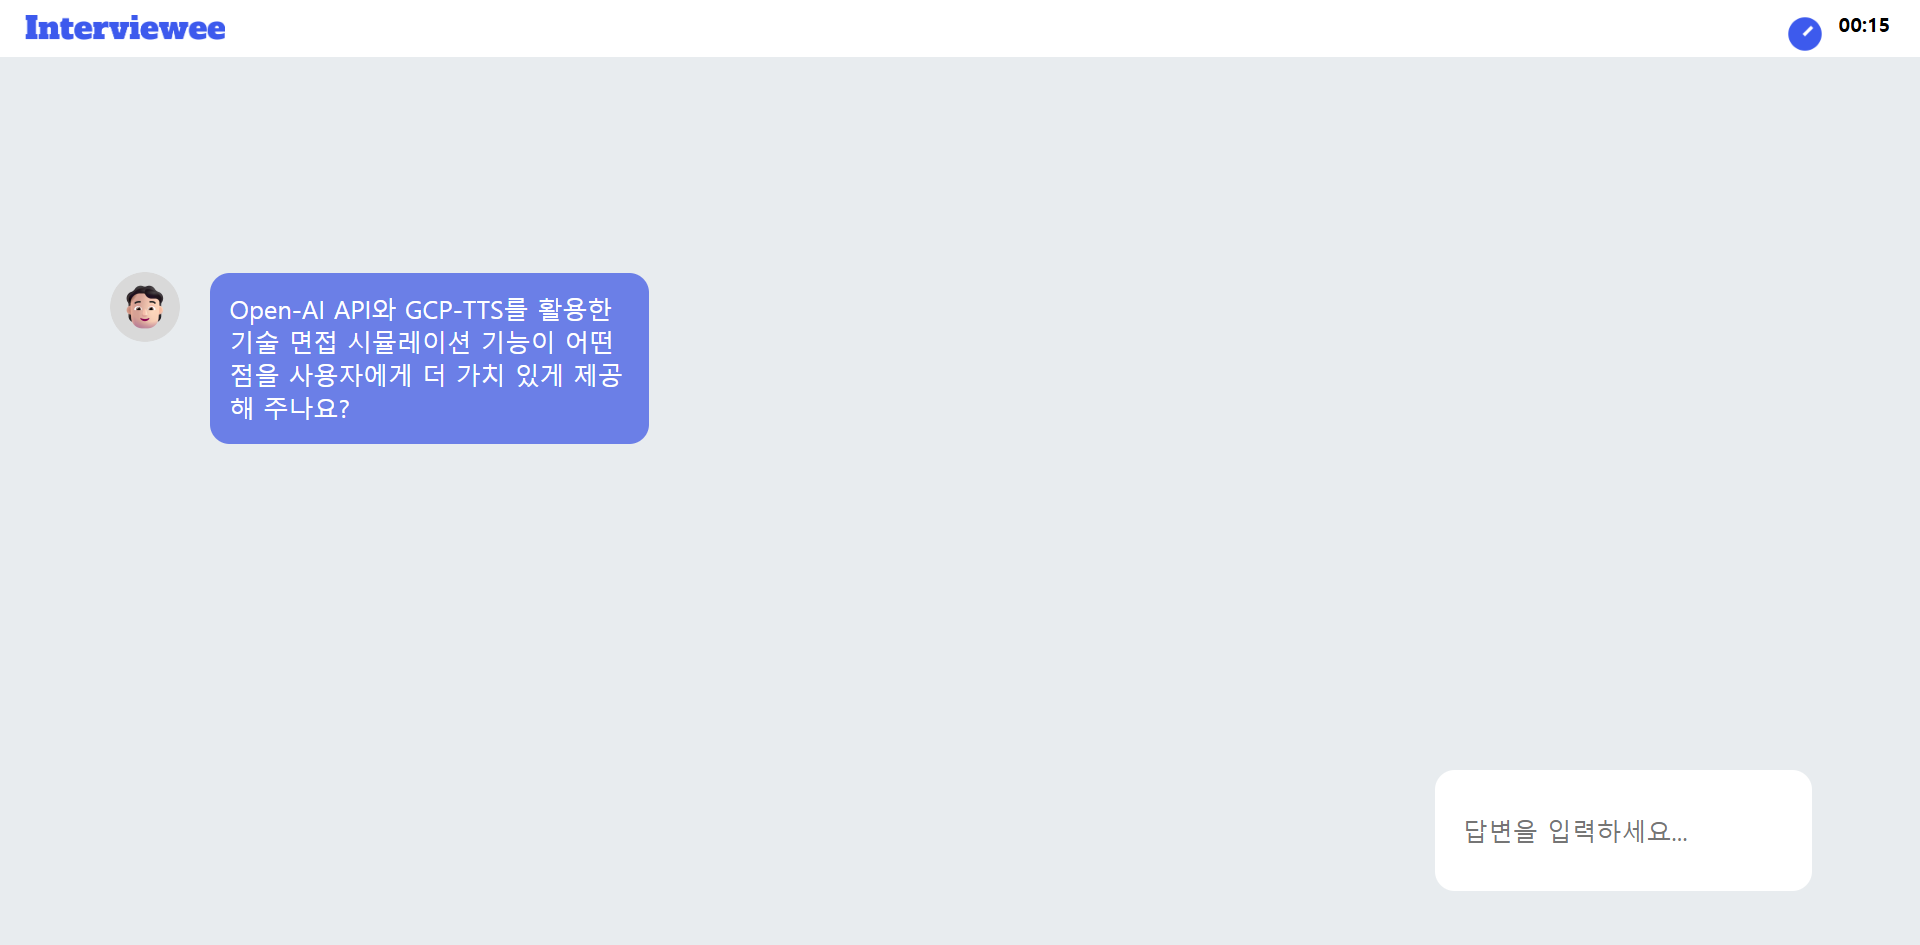 Interviewee
00:15
Open-AI API와 GCP-TTS를 활용한
기술 면접 시뮬레이션 기능이 어떤
점을 사용자에게 더 가치 있게 제공
해 주나요?
답변을 입력하세요...